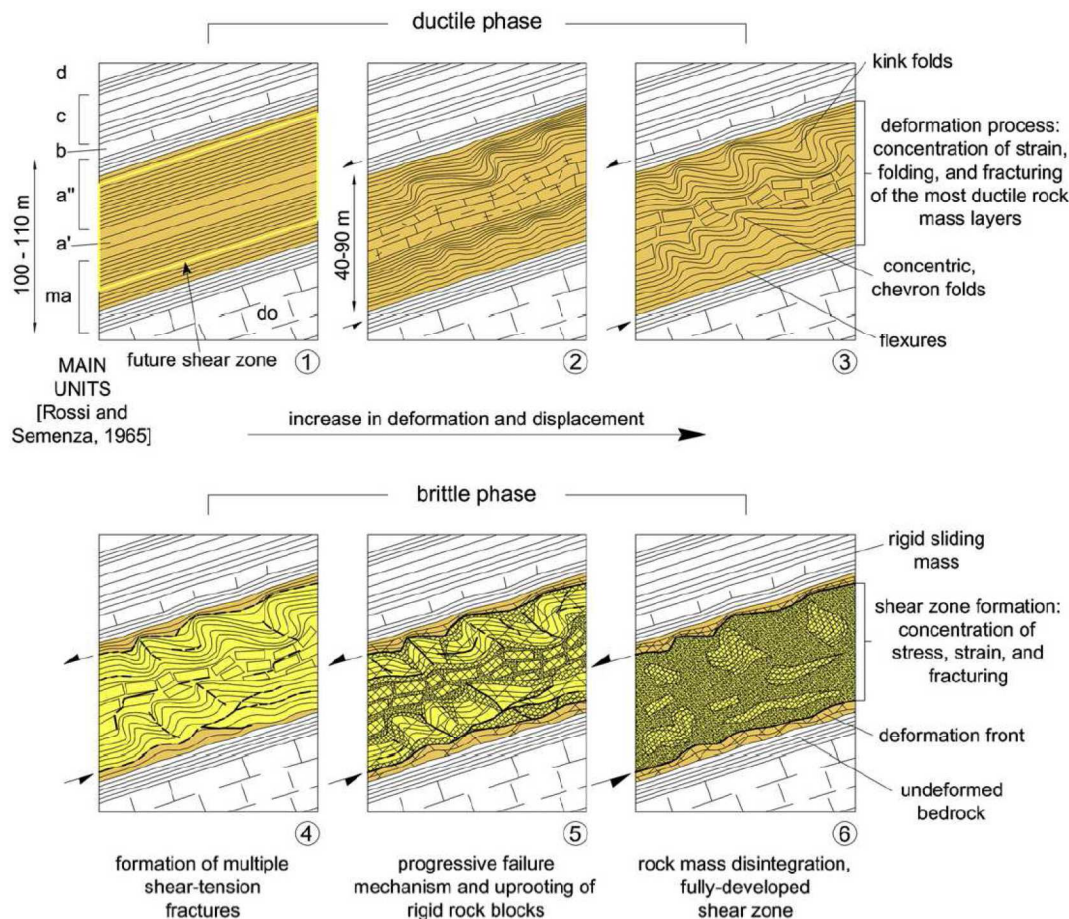 ductile phase
d
c
b
a"
a'
ma
100 - 110 m
do
future shear zone
1
MAIN
UNITS
[Rossi and
Semenza, 1965]
40-90 m
2
3
kink folds
deformation process:
concentration of strain,
folding, and fracturing
of the most ductile rock
mass layers
concentric,
chevron folds
flexures
increase in deformation and displacement
brittle phase
rigid sliding
mass
shear zone formation:
concentration of
stress, strain, and
fracturing
deformation front
undeformed
bedrock
4
formation of multiple
shear-tension
fractures
5
progressive failure
mechanism and uprooting of
rigid rock blocks
6
rock mass disintegration,
fully-developed
shear zone